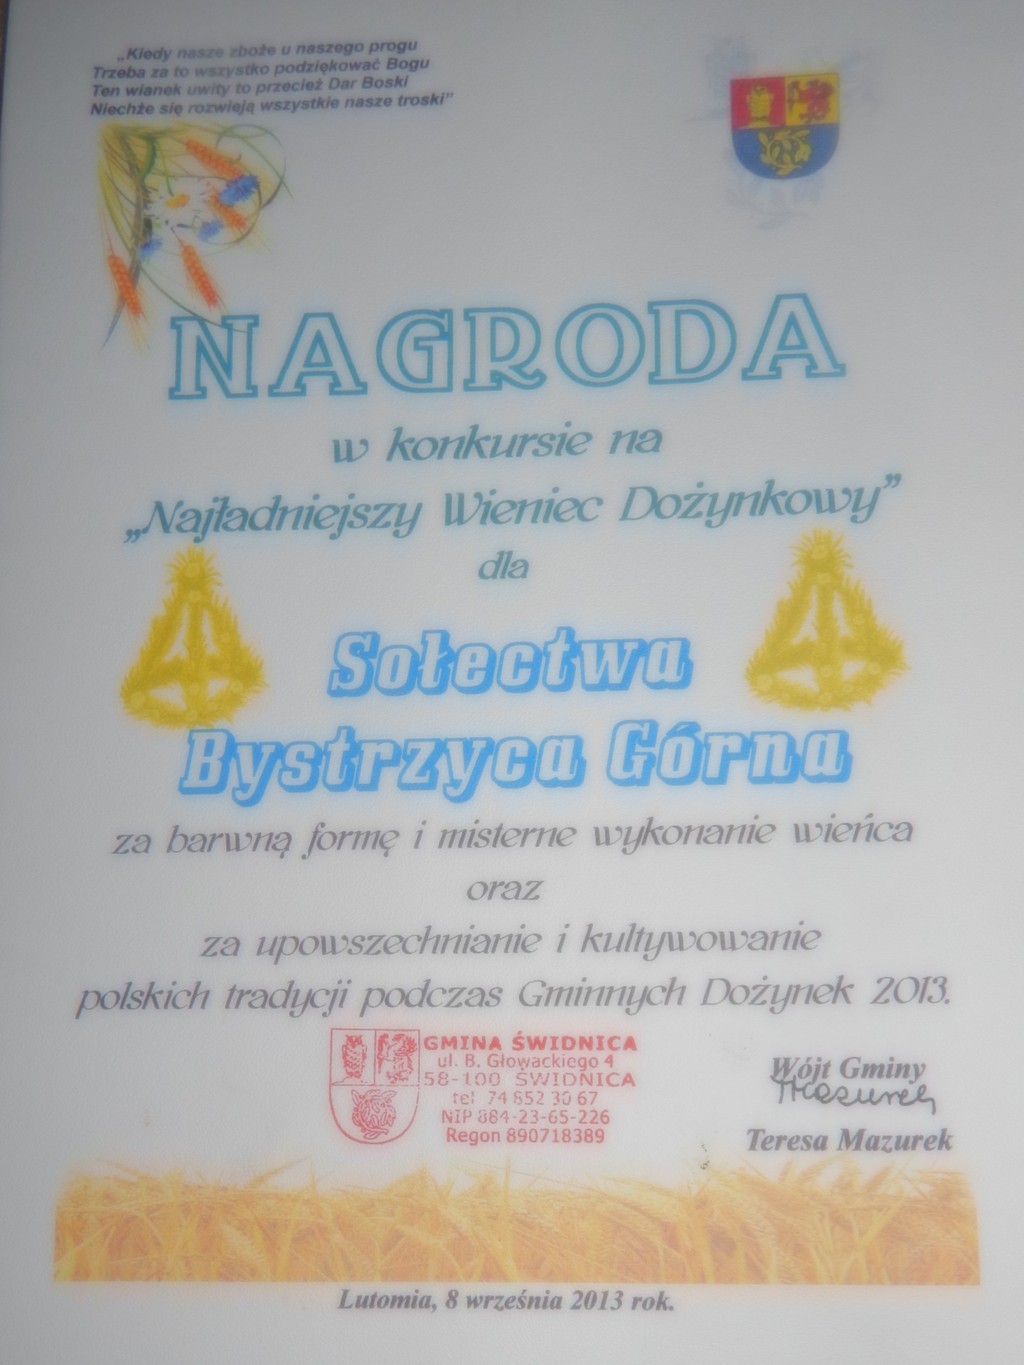 „Kiedy nasze zboże u naszego progu
Trzeba za to wszystko podziękować Bogu
Ten wianek uwity to przecież Dar Boski
Niechże się rozwieją wszystkie nasze troski”
NAGRODA
w konkursie na
„Najładniejszy Wieniec Dożynkowy”
dla
Sołectwa
Bystrzyca Górna
za barwną formę i misterne wykonanie wieńca
oraz
za upowszechnianie i kultywowanie
polskich tradycji podczas Gminnych Dożynek 2013.
GMINA ŚWIDNICA
ul. B. Głowackiego 4
58-100 ŚWIDNICA
tel. 74 852 30 67
NIP 884-23-65-226
Regon 890718389
Wójt Gminy
TMazurek
Teresa Mazurek
Lutomia, 8 września 2013 rok.